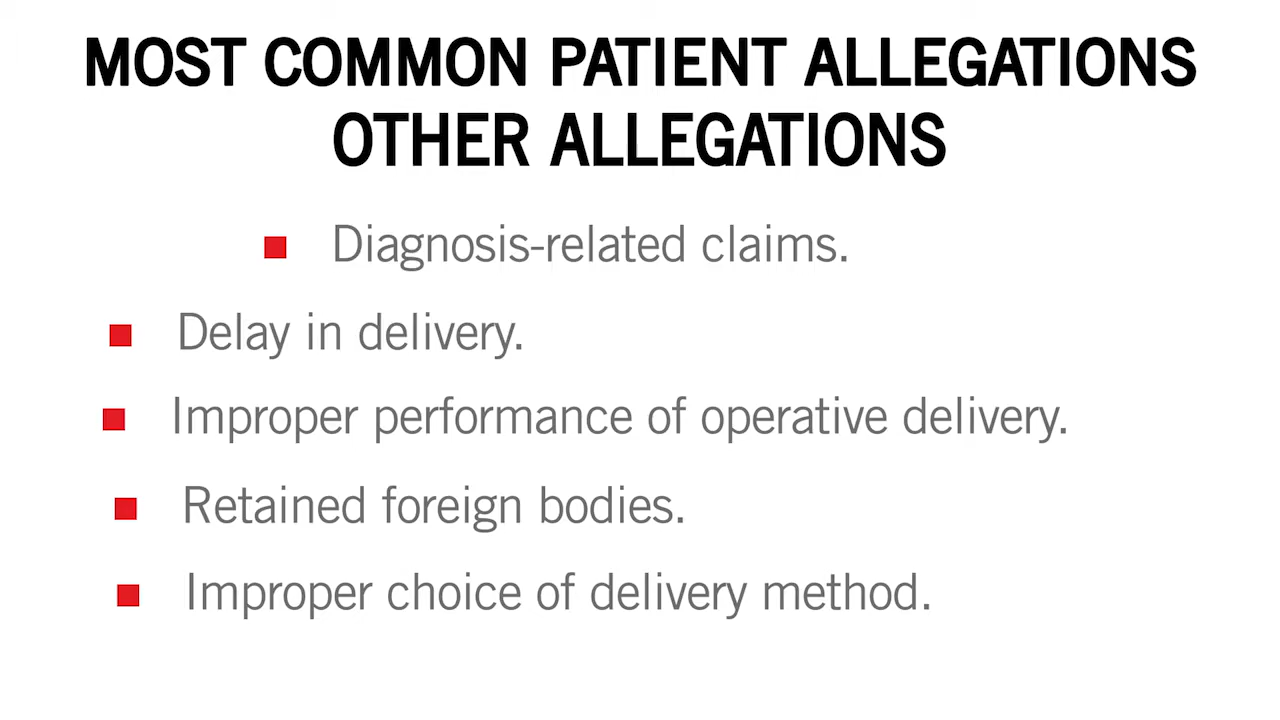 MOST COMMON PATIENT ALLEGATIONS
OTHER ALLEGATIONS
■ Diagnosis-related claims.
■ Delay in delivery.
■ Improper performance of operative delivery.
■ Retained foreign bodies.
■ Improper choice of delivery method.